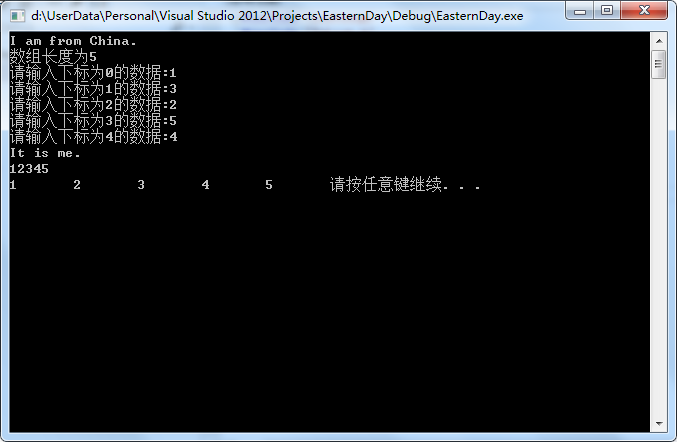 d:\UserData\Personal\Visual Studio 2012\Projects\EasternDay\Debug\EasternDay.exe
I am from China.
数组长度为5
请输入下标为0的数据:1
请输入下标为1的数据:3
请输入下标为2的数据:2
请输入下标为3的数据:5
请输入下标为4的数据:4
It is me.
12345
1 2 3 4 5 请按任意键继续. . .